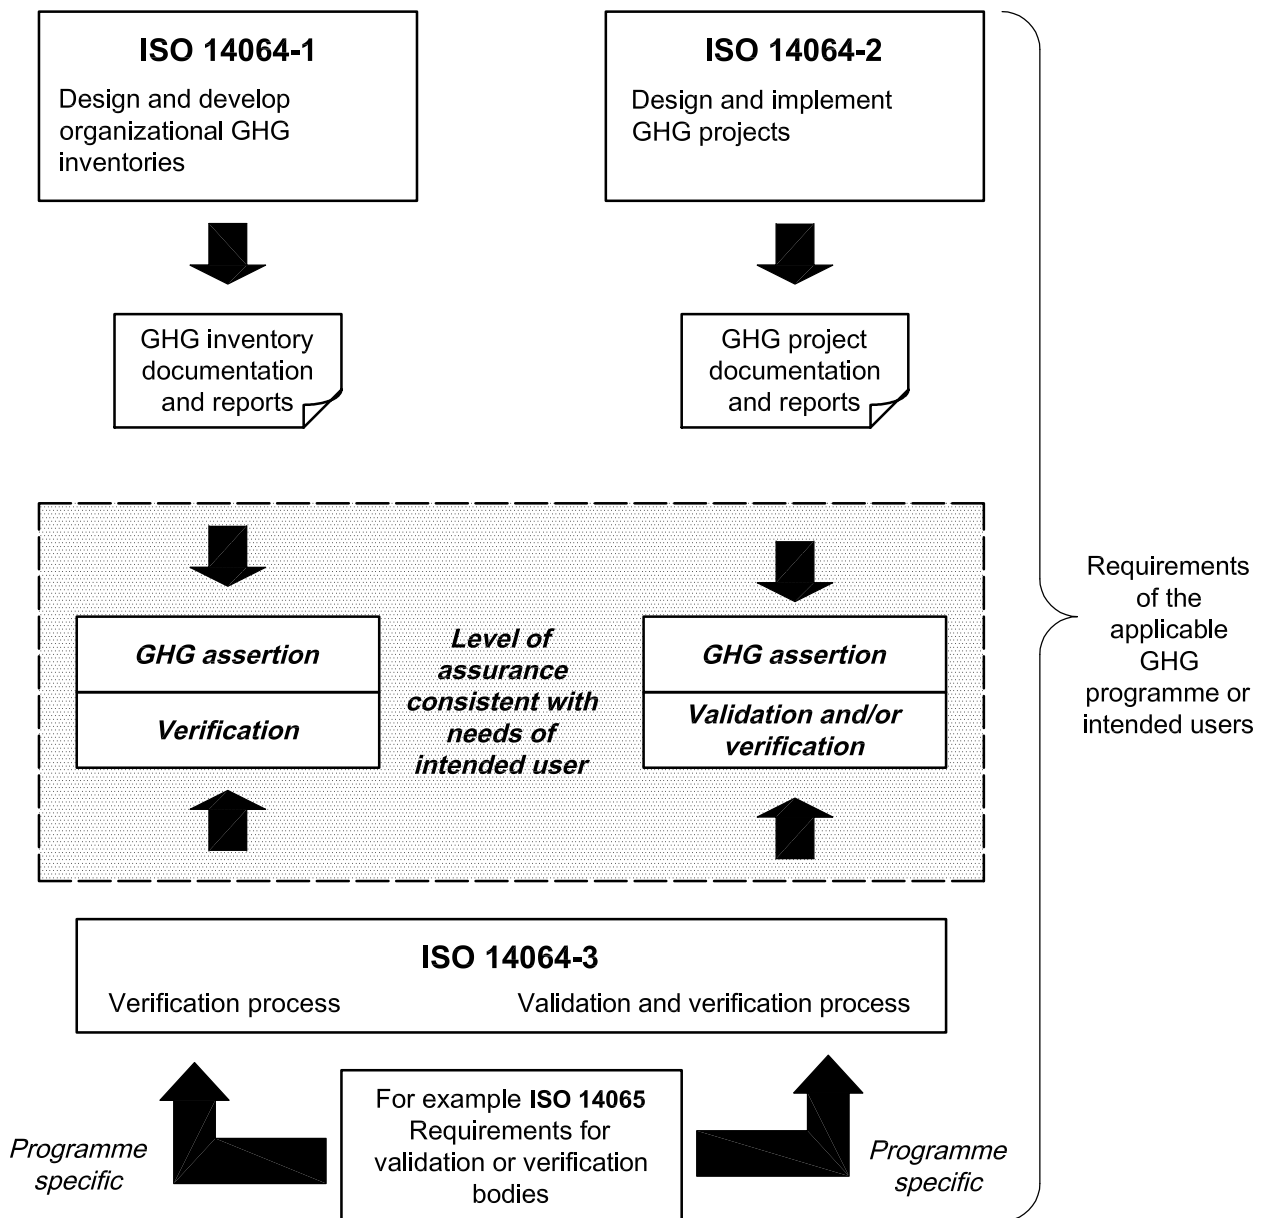 ISO 14064-1
Design and develop
organizational GHG
inventories
ISO 14064-2
Design and implement
GHG projects
GHG inventory
documentation
and reports
GHG project
documentation
and reports
GHG assertion
Verification
Level of
assurance
consistent with
needs of
intended user
GHG assertion
Validation and/or
verification
Requirements
of the
applicable
GHG
programme or
intended users
ISO 14064-3
Verification process
Validation and verification process
Programme
specific
For example ISO 14065
Requirements for
validation or verification
bodies
Programme
specific